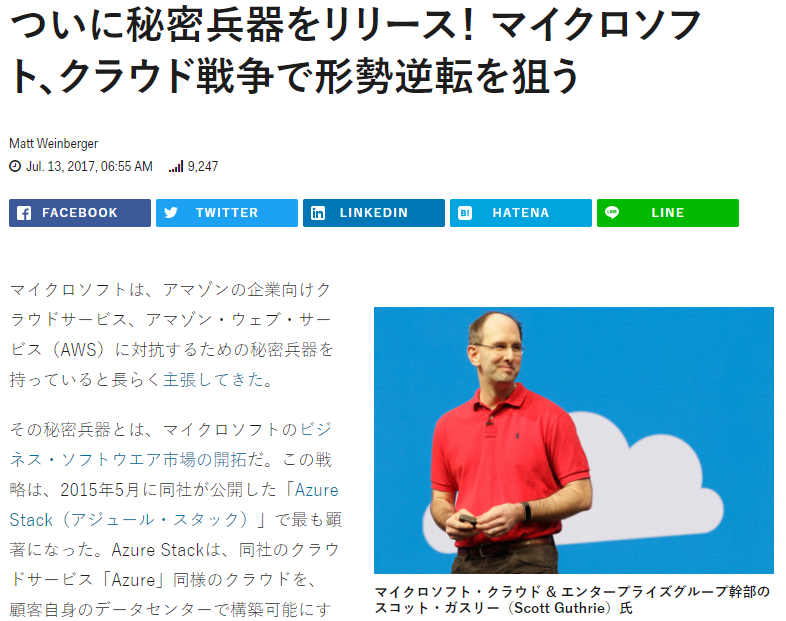 ついに秘密兵器をリリース! マイクロソフ
ト、クラウド戦争で形勢逆転を狙う
Matt Weinberger
Jul. 13, 2017, 06:55 AM 9,247
FACEBOOK TWITTER LINKEDIN B! HATENA LINE LINE
マイクロソフトは、アマゾンの企業向けク
ラウドサービス、アマゾン・ウェブ・サー
ビス（AWS）に対抗するための秘密兵器を
持っていると長らく主張してきた。
その秘密兵器とは、マイクロソフトのビジ
ネス・ソフトウエア市場の開拓だ。この戦
略は、2015年5月に同社が公開した「Azure
Stack（アジュール・スタック）」で最も顕
著になった。Azure Stackは、同社のクラウ
ドサービス「Azure」同様のクラウドを、
顧客自身のデータセンターで構築可能にす
マイクロソフト・クラウド & エンタープライズグループ幹部の
スコット・ガスリー（Scott Guthrie）氏